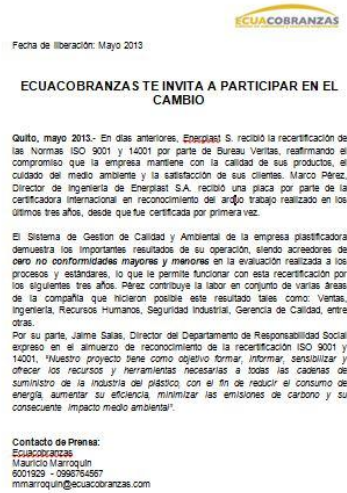 ECUACOBRANZAS
Fecha de liberación: Mayo 2013
ECUACOBRANZAS TE INVITA A PARTICIPAR EN EL
CAMBIO
Quito, mayo 2013.- En días anteriores, Enerplast S. recibió la recertificación de
las Normas ISO 9001 y 14001 por parte de Bureau Veritas, reafirmando el
compromiso que la empresa mantiene con la calidad de sus productos, el
cuidado del medio ambiente y la satisfacción de sus clientes. Marco Pérez,
Director de Ingeniería de Enerplast S.A. recibió una placa por parte de la
certificadora internacional en reconocimiento del arduo trabajo realizado en los
últimos tres años, desde que fue certificada por primera vez.
El Sistema de Gestion de Calidad y Ambiental de la empresa plastificadora
demuestra los importantes resultados de su operación, siendo acreedores de
cero no conformidades mayores y menores en la evaluación realizada a los
procesos y estándares, lo que le permite funcionar con esta recertificación por
los siguientes tres años. Pérez contribuye la labor en conjunto de varias áreas
de la compañía que hicieron posible este resultado tales como: Ventas,
Ingeniería, Recursos Humanos, Seguridad Industrial, Gerencia de Calidad, entre
otras.
Por su parte, Jaime Salas, Director del Departamento de Responsabilidad Social
expreso en el almuerzo de reconocimiento de la recertificación ISO 9001 y
14001, "Nuestro proyecto tiene como objetivo formar, informar, sensibilizar y
ofrecer los recursos y herramientas necesarias a todas las cadenas de
suministro de la industria del plástico, con el fin de reducir el consumo de
energía, aumentar su eficiencia, minimizar las emisiones de carbono y su
consecuente impacto medio ambiental".
Contacto de Prensa:
Ecuacobranzas
Mauricio Marroquin
6001929 - 0998764567
mmarroquin@ecuacobranzas.com